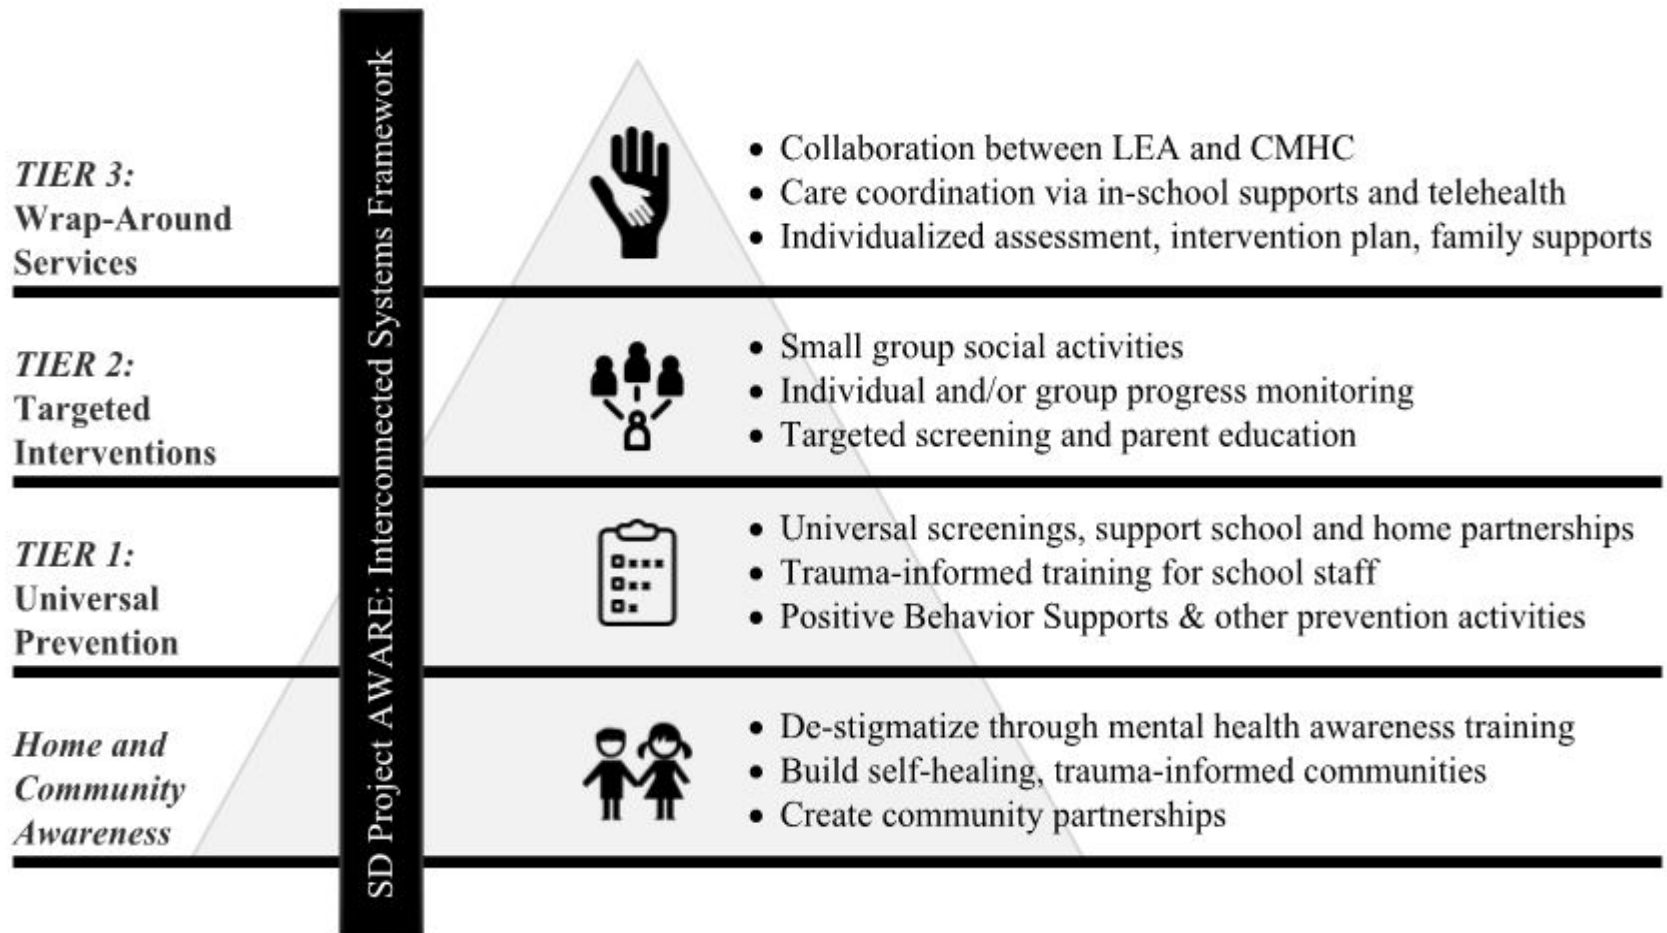 SD Project AWARE: Interconnected Systems Framework
TIER 3:
Wrap-Around
Services
• Collaboration between LEA and CMHC
• Care coordination via in-school supports and telehealth
• Individualized assessment, intervention plan, family supports
TIER 2:
Targeted
Interventions
• Small group social activities
• Individual and/or group progress monitoring
• Targeted screening and parent education
TIER 1:
Universal
Prevention
• Universal screenings, support school and home partnerships
• Trauma-informed training for school staff
• Positive Behavior Supports & other prevention activities
Home and
Community
Awareness
• De-stigmatize through mental health awareness training
• Build self-healing, trauma-informed communities
• Create community partnerships